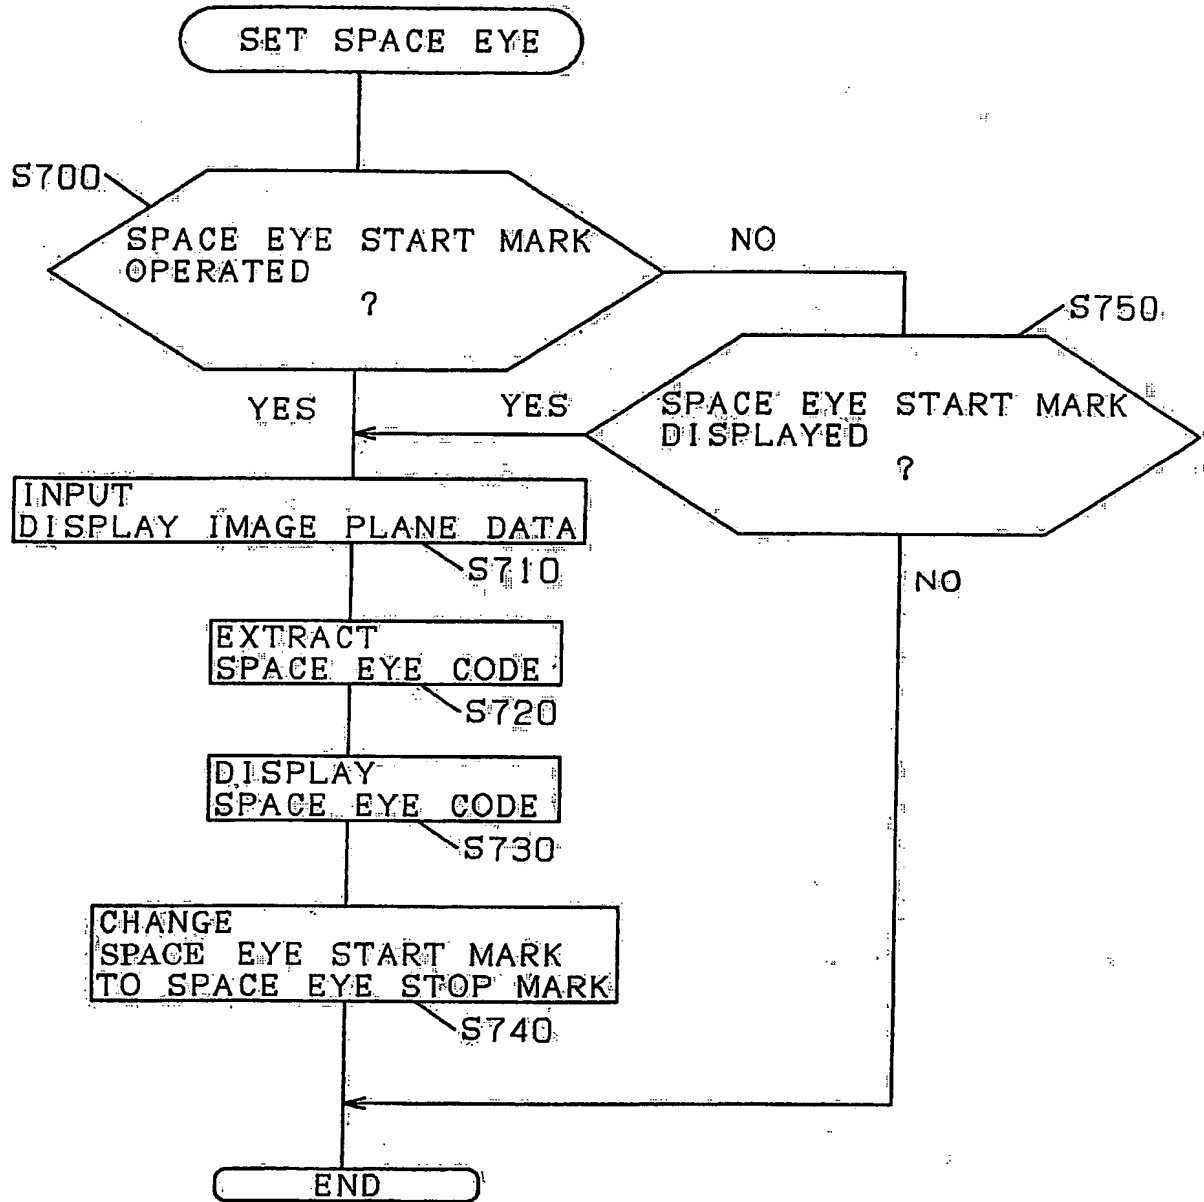 SET SPACE EYE
S700
SPACE EYE START MARK
OPERATED
?
NO
S750
YES
YES
SPACE EYE START MARK
DISPLAYED
?
INPUT
DISPLAY IMAGE PLANE DATA
S710
NO
EXTRACT
SPACE EYE CODE
S720
DISPLAY
SPACE EYE CODE
S730
CHANGE
SPACE EYE START MARK
TO SPACE EYE STOP MARK
S740
END